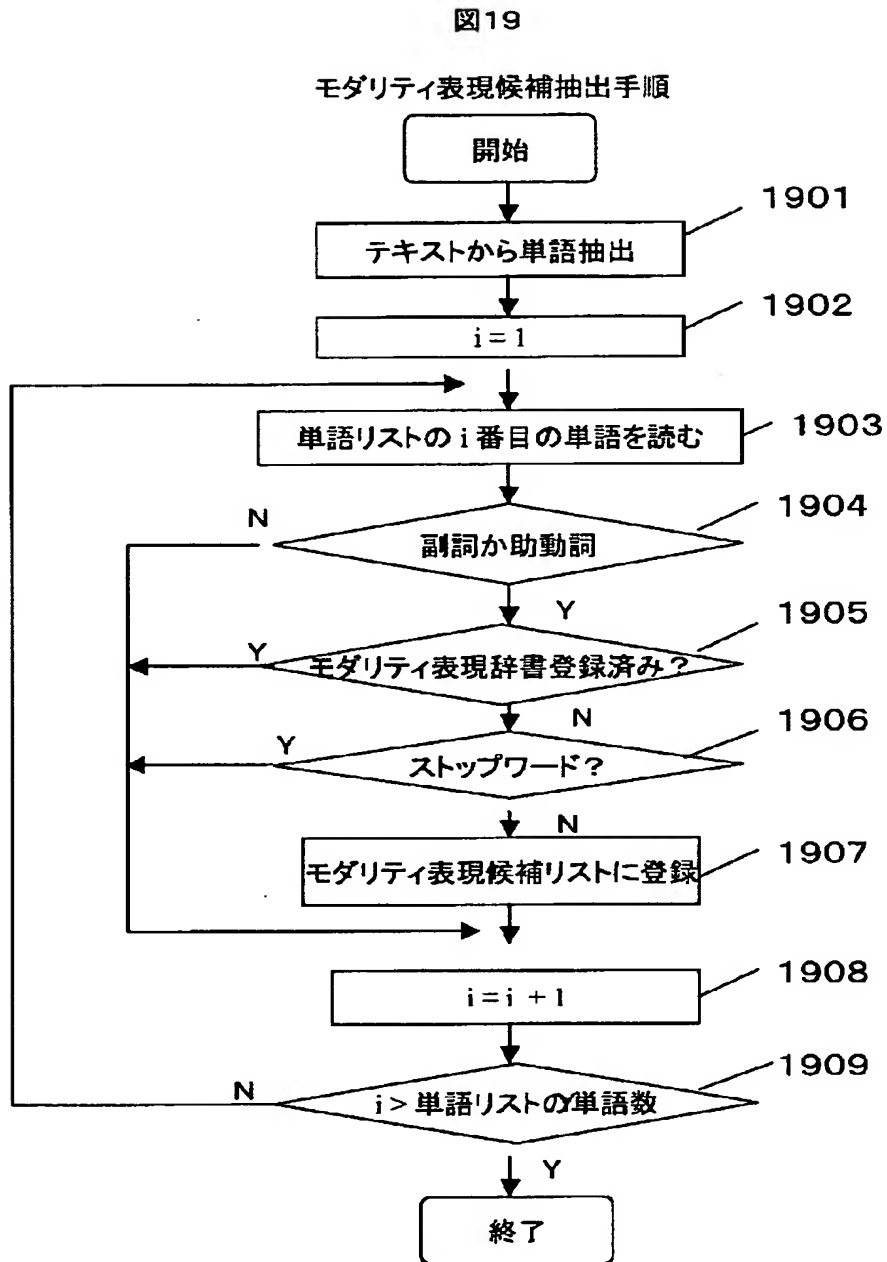 図19
モダリティ表現候補抽出手順
開始
1901
テキストから単語抽出
1902
i = 1
1903
単語リストの i 番目の単語を読む
1904
N
副詞か助動詞
Y
1905
Y
モダリティ表現辞書登録済み?
N
1906
Y
ストップワード?
N
1907
モダリティ表現候補リストに登録
1908
i = i + 1
1909
N
i > 単語リストの単語数
Y
終了